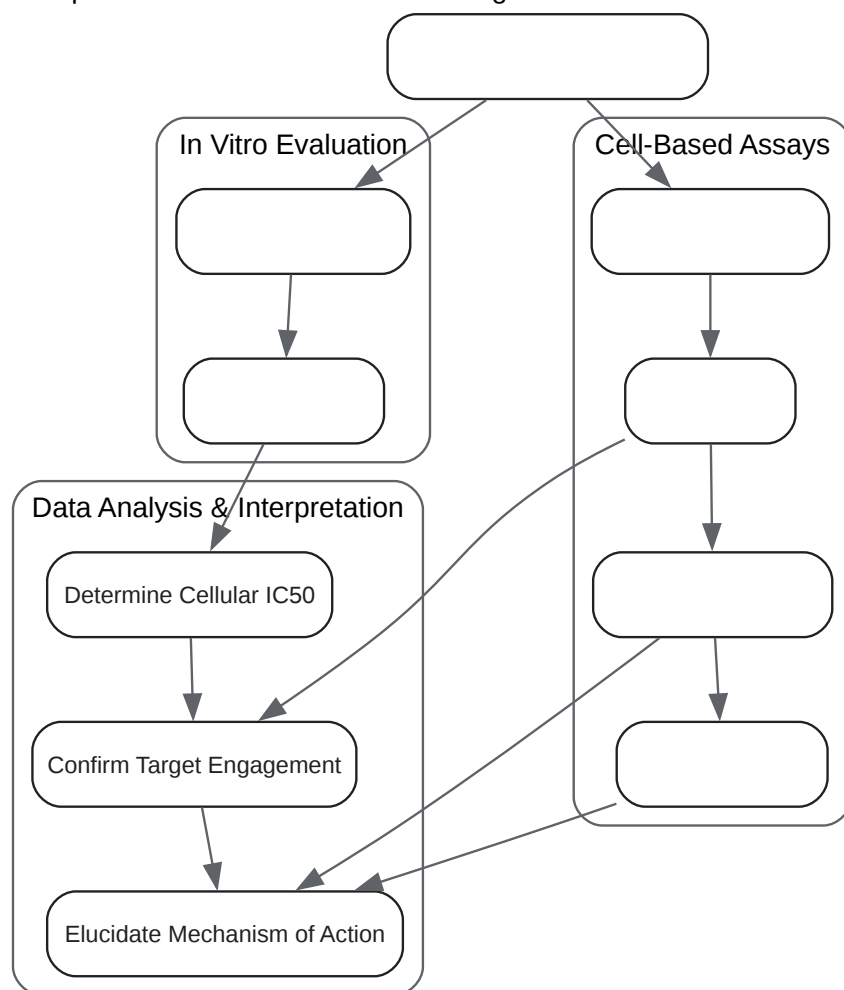 In Vitro Evaluation
Cell-Based Assays
Data Analysis & Interpretation
Determine Cellular IC50
Confirm Target Engagement
Elucidate Mechanism of Action